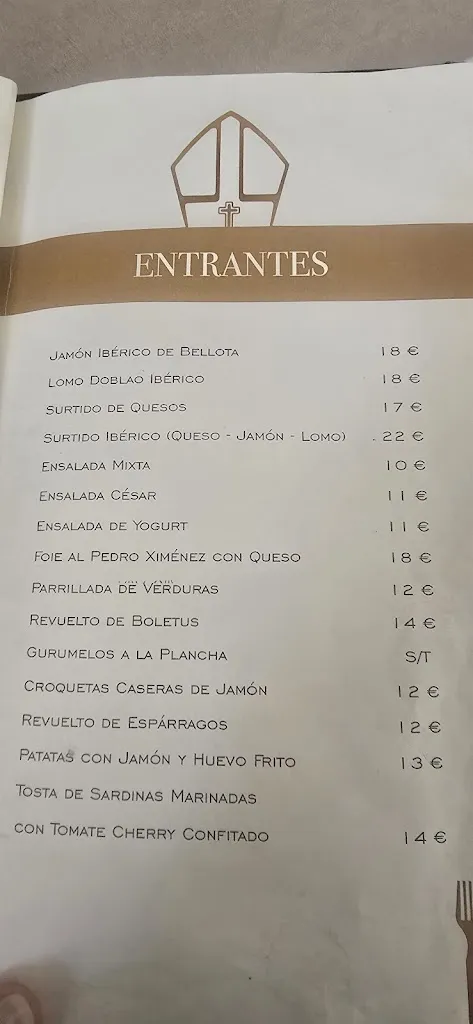 ENTRANTES
JAMÓN IBÉRICO DE BELLOTA 18 €
LOMO DOBLAO IBÉRICO 18 €
SURTIDO DE QUESOS 17 €
SURTIDO IBÉRICO (QUESO - JAMÓN - LOMO) . 22 €
ENSALADA MIXTA 10 €
ENSALADA CÉSAR 11 €
ENSALADA DE YOGURT 11 €
FOIE AL PEDRO XIMÉNEZ CON QUESO 18 €
PARRILLADA DE VERDURAS 12 €
REVUELTO DE BOLETUS 14 €
GURUMELOS A LA PLANCHA S/T
CROQUETAS CASERAS DE JAMÓN 12 €
REVUELTO DE ESPÁRRAGOS 12 €
PATATAS CON JAMÓN Y HUEVO FRITO 13 €
TOSTA DE SARDINAS MARINADAS
CON TOMATE CHERRY CONFITADO 14 €